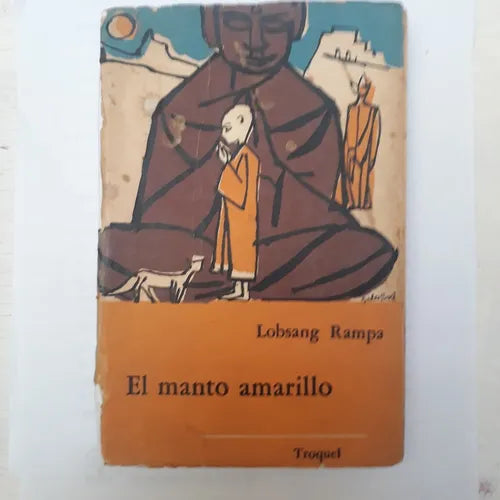 Lobsang Rampa
El manto amarillo
Troquel